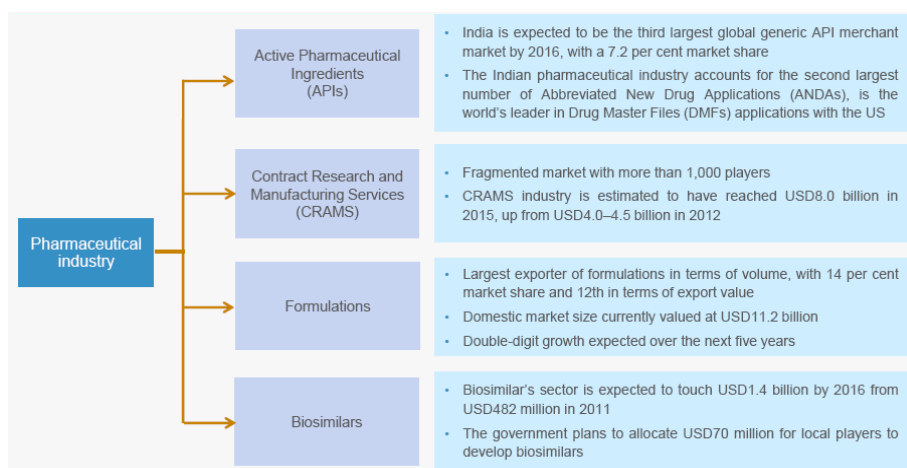 Pharmaceutical
industry
Active Pharmaceutical
Ingredients
(APIs)
• India is expected to be the third largest global generic API merchant
market by 2016, with a 7.2 per cent market share
• The Indian pharmaceutical industry accounts for the second largest
number of Abbreviated New Drug Applications (ANDAs), is the
world's leader in Drug Master Files (DMFs) applications with the US
Contract Research and
Manufacturing Services
(CRAMS)
• Fragmented market with more than 1,000 players
• CRAMS industry is estimated to have reached USD8.0 billion in
2015, up from USD4.0–4.5 billion in 2012
Formulations
• Largest exporter of formulations in terms of volume, with 14 per cent
market share and 12th in terms of export value
• Domestic market size currently valued at USD11.2 billion
• Double-digit growth expected over the next five years
Biosimilars
• Biosimilar's sector is expected to touch USD1.4 billion by 2016 from
USD482 million in 2011
• The government plans to allocate USD70 million for local players to
develop biosimilars